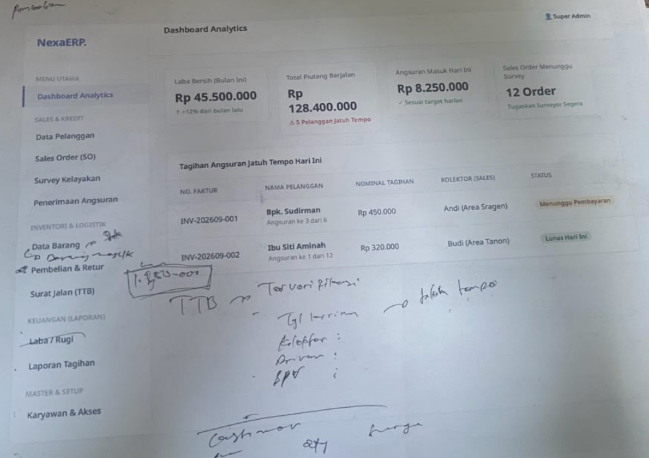 Dashboard Analytics
Super Admin
NexaERP.
MENU UTAMA
Dashboard Analytics
SALES & KREDIT
Data Pelanggan
Sales Order (SO)
Survey Kelayakan
Penerimaan Angsuran
INVENTORI & LOGISTIK
Data Barang
Pembelian & Retur
Surat Jalan (TTB)
KEUANGAN (LAPORAN)
Laba / Rugi
Laporan Tagihan
MASTER & SETUP
Karyawan & Akses
Laba Bersih (Bulan Ini)
Rp 45.500.000
↑ +12% dari bulan lalu
Total Piutang Berjalan
Rp
128.400.000
⚠ 5 Pelanggan Jatuh Tempo
Angsuran Masuk Hari Ini
Rp 8.250.000
✓ Sesuai target harian
Sales Order Menunggu
Survey
12 Order
Tugaskan Surveyor Segera
Tagihan Angsuran Jatuh Tempo Hari Ini
NO. FAKTUR NAMA PELANGGAN NOMINAL TAGIHAN KOLEKTOR (SALES) STATUS
INV-202609-001 Bpk. Sudirman Rp 450.000 Andi (Area Sragen) Menunggu Pembayaran
Angsuran ke 3 dari 6
INV-202609-002 Ibu Siti Aminah Rp 320.000 Budi (Area Tanon) Lunas Hari Ini
Angsuran ke 1 dari 12
TTB Terverifikasi
Tgl kirim
Kolektor :
Driver :
qty harga